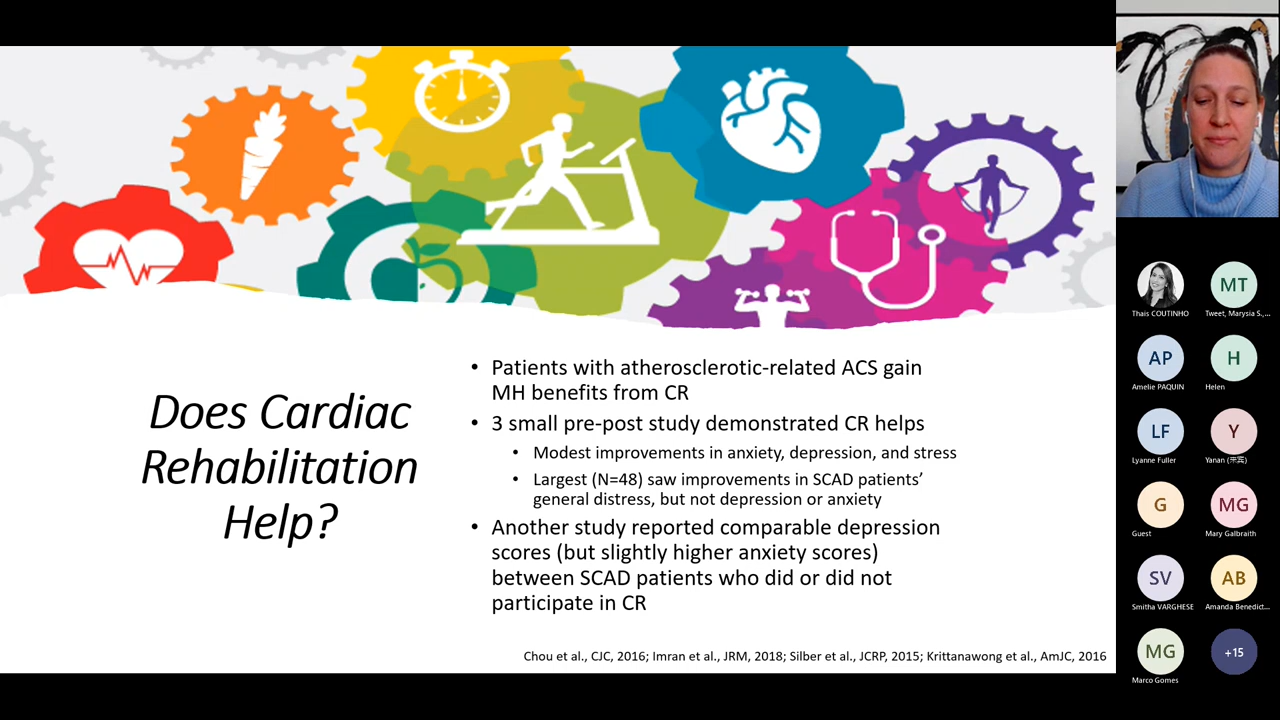 Does Cardiac
Rehabilitation
Help?
• Patients with atherosclerotic-related ACS gain
MH benefits from CR
• 3 small pre-post study demonstrated CR helps
• Modest improvements in anxiety, depression, and stress
• Largest (N=48) saw improvements in SCAD patients'
general distress, but not depression or anxiety
• Another study reported comparable depression
scores (but slightly higher anxiety scores)
between SCAD patients who did or did not
participate in CR
Chou et al., CJC, 2016; Imran et al., JRM, 2018; Silber et al., JCRP, 2015; Krittanawong et al., AmJC, 2016
Thais COUTINHO
MT
Tweet, Marysia S.,...
AP
Amelie PAQUIN
H
Helen
LF
Lyanne Fuller
Y
Yanan
G
Guest
MG
Mary Galbraith
SV
Smitha VARGHESE
AB
Amanda Benedict...
MG
Marco Gomes
+15